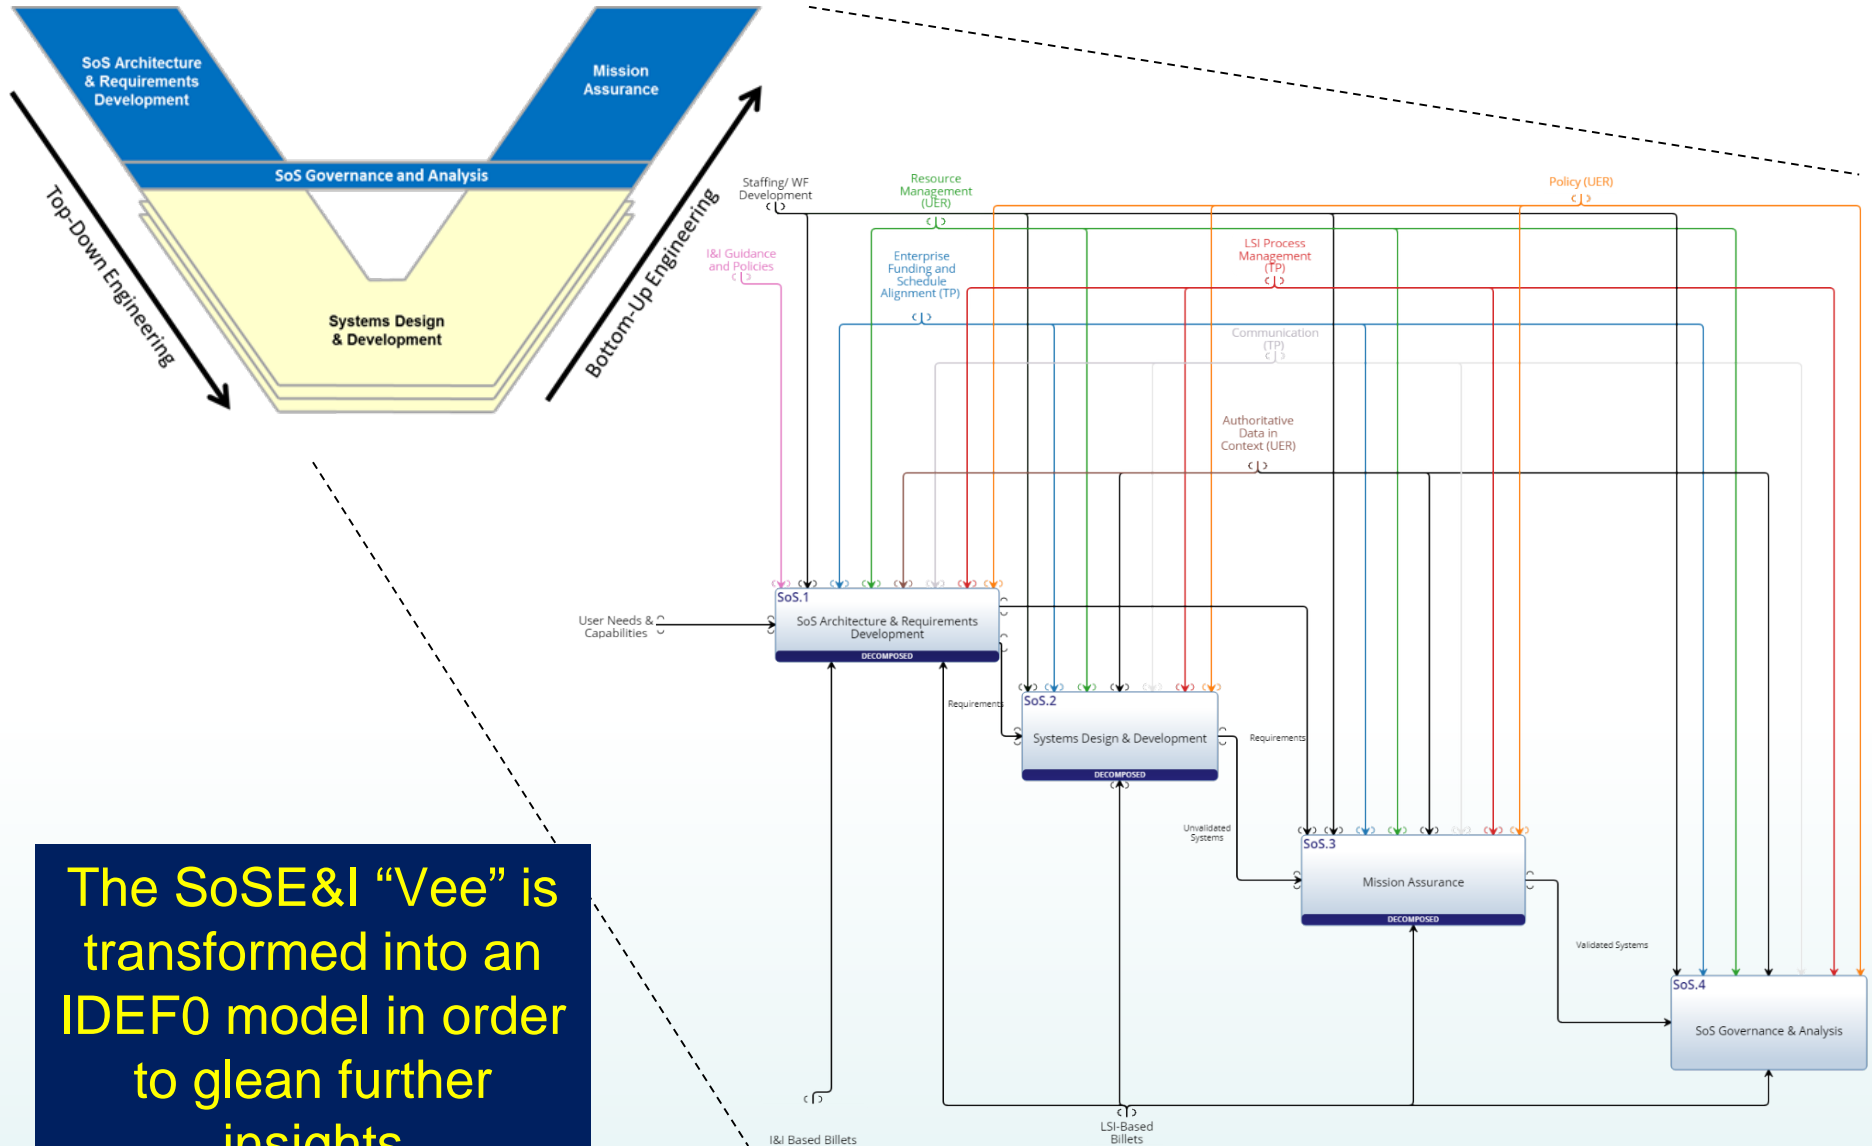 SoS Architecture
& Requirements
Development
Mission
Assurance
SoS Governance and Analysis
Top-Down Engineering
Bottom-Up Engineering
Systems Design
& Development
Staffing/ WF
Development
Resource
Management
(UER)
Policy (UER)
I&I Guidance
and Policies
Enterprise
Funding and
Schedule
Alignment (TP)
LSI Process
Management
(TP)
Communication
(TP)
Authoritative
Data in
Context (UER)
User Needs &
Capabilities
SoS.1
SoS Architecture & Requirements
Development
DECOMPOSED
Requirements
SoS.2
Systems Design & Development
DECOMPOSED
Requirements
Unvalidated
Systems
SoS.3
Mission Assurance
DECOMPOSED
Validated Systems
SoS.4
SoS Governance & Analysis
I&I Based Billets
LSI-Based
Billets
The SoSE&I “Vee” is
transformed into an
IDEF0 model in order
to glean further
insights